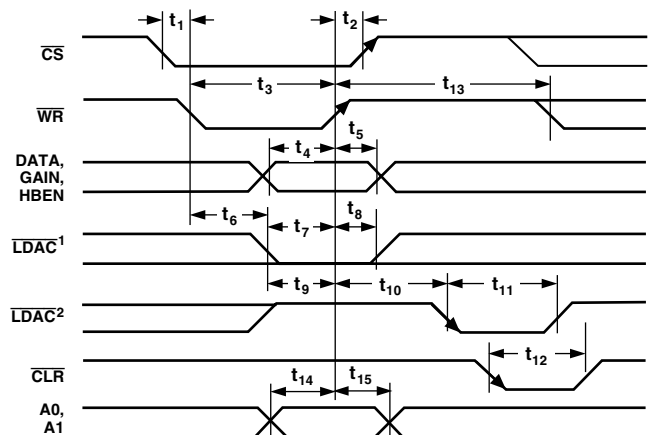 t1 t2
CS
t3 t13
WR
t4 t5
DATA,
GAIN,
HBEN
t6 t7 t8
LDAC1
t9 t10 t11
LDAC2
t12
CLR
t14 t15
A0,
A1